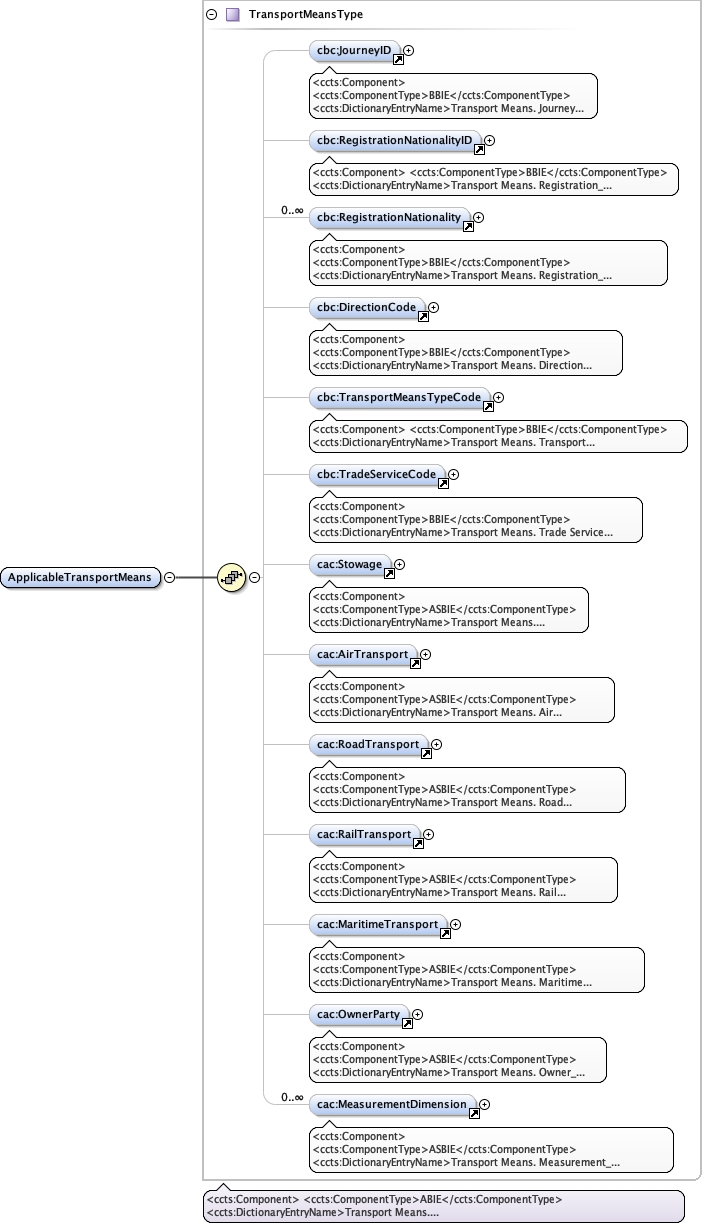 TransportMeansType
cbc:JourneyID
<ccts:Component>
<ccts:ComponentType>BBIE</ccts:ComponentType>
<ccts:DictionaryEntryName>Transport Means. Journey...
cbc:RegistrationNationalityID
<ccts:Component> <ccts:ComponentType>BBIE</ccts:ComponentType>
<ccts:DictionaryEntryName>Transport Means. Registration_...
0..∞
cbc:RegistrationNationality
<ccts:Component>
<ccts:ComponentType>BBIE</ccts:ComponentType>
<ccts:DictionaryEntryName>Transport Means. Registration_...
cbc:DirectionCode
<ccts:Component>
<ccts:ComponentType>BBIE</ccts:ComponentType>
<ccts:DictionaryEntryName>Transport Means. Direction...
cbc:TransportMeansTypeCode
<ccts:Component> <ccts:ComponentType>BBIE</ccts:ComponentType>
<ccts:DictionaryEntryName>Transport Means. Transport...
cbc:TradeServiceCode
<ccts:Component>
<ccts:ComponentType>BBIE</ccts:ComponentType>
<ccts:DictionaryEntryName>Transport Means. Trade Service...
cac:Stowage
ApplicableTransportMeans
<ccts:Component>
<ccts:ComponentType>ASBIE</ccts:ComponentType>
<ccts:DictionaryEntryName>Transport Means....
cac:AirTransport
<ccts:Component>
<ccts:ComponentType>ASBIE</ccts:ComponentType>
<ccts:DictionaryEntryName>Transport Means. Air...
cac:RoadTransport
<ccts:Component>
<ccts:ComponentType>ASBIE</ccts:ComponentType>
<ccts:DictionaryEntryName>Transport Means. Road...
cac:RailTransport
<ccts:Component>
<ccts:ComponentType>ASBIE</ccts:ComponentType>
<ccts:DictionaryEntryName>Transport Means. Rail...
cac:MaritimeTransport
<ccts:Component>
<ccts:ComponentType>ASBIE</ccts:ComponentType>
<ccts:DictionaryEntryName>Transport Means. Maritime...
cac:OwnerParty
<ccts:Component>
<ccts:ComponentType>ASBIE</ccts:ComponentType>
<ccts:DictionaryEntryName>Transport Means. Owner_...
0..∞
cac:MeasurementDimension
<ccts:Component>
<ccts:ComponentType>ASBIE</ccts:ComponentType>
<ccts:DictionaryEntryName>Transport Means. Measurement_...
<ccts:Component> <ccts:ComponentType>ABIE</ccts:ComponentType>
<ccts:DictionaryEntryName>Transport Means....